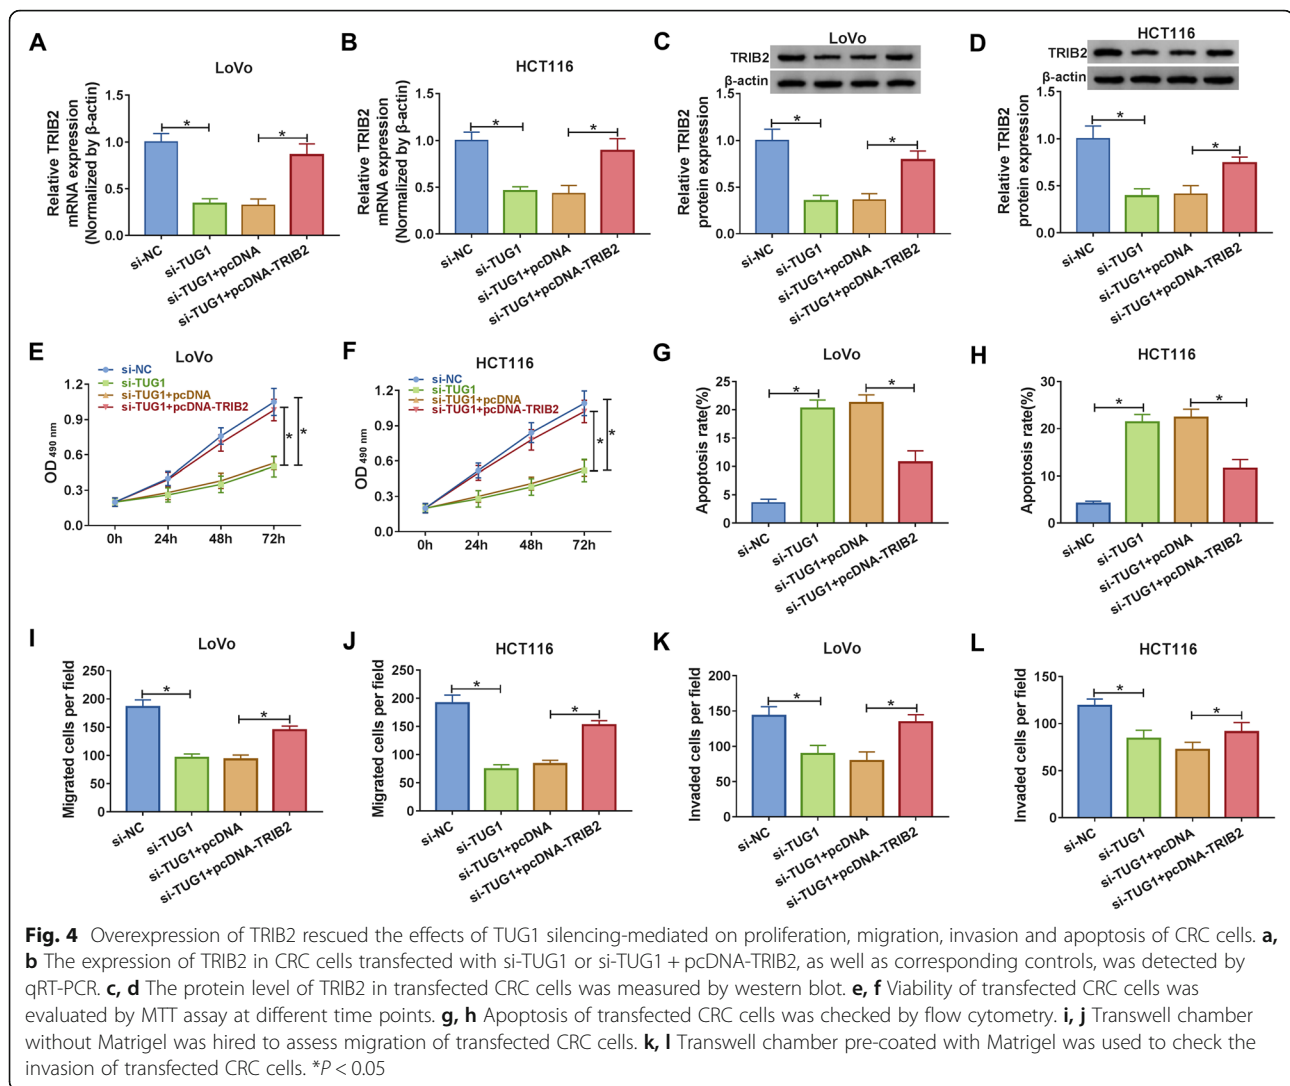 A
LoVo
Relative TRIB2
mRNA expression
(Normalized by β-actin)
1.5
1.0
0.5
0.0
*
*
si-NC
si-TUG1
si-TUG1+pcDNA
si-TUG1+pcDNA-TRIB2
B
HCT116
Relative TRIB2
mRNA expression
(Normalized by β-actin)
1.5
1.0
0.5
0.0
*
*
si-NC
si-TUG1
si-TUG1+pcDNA
si-TUG1+pcDNA-TRIB2
C
LoVo
TRIB2
β-actin
Relative TRIB2
protein expression
1.5
1.0
0.5
0.0
*
*
si-NC
si-TUG1
si-TUG1+pcDNA
si-TUG1+pcDNA-TRIB2
D
HCT116
TRIB2
β-actin
Relative TRIB2
protein expression
1.5
1.0
0.5
0.0
*
*
si-NC
si-TUG1
si-TUG1+pcDNA
si-TUG1+pcDNA-TRIB2
E
LoVo
si-NC
si-TUG1
si-TUG1+pcDNA
si-TUG1+pcDNA-TRIB2
OD 490 nm
1.2
0.9
0.6
0.3
0.0
* *
0h 24h 48h 72h
F
HCT116
si-NC
si-TUG1
si-TUG1+pcDNA
si-TUG1+pcDNA-TRIB2
OD 490 nm
1.2
0.9
0.6
0.3
0.0
* *
0h 24h 48h 72h
G
LoVo
Apoptosis rate(%)
25
20
15
10
5
0
*
*
si-NC
si-TUG1
si-TUG1+pcDNA
si-TUG1+pcDNA-TRIB2
H
HCT116
Apoptosis rate(%)
30
20
10
0
*
*
si-NC
si-TUG1
si-TUG1+pcDNA
si-TUG1+pcDNA-TRIB2
I
LoVo
Migrated cells per field
250
200
150
100
50
0
*
*
si-NC
si-TUG1
si-TUG1+pcDNA
si-TUG1+pcDNA-TRIB2
J
HCT116
Migrated cells per field
250
200
150
100
50
0
*
*
si-NC
si-TUG1
si-TUG1+pcDNA
si-TUG1+pcDNA-TRIB2
K
LoVo
Invaded cells per field
200
150
100
50
0
*
*
si-NC
si-TUG1
si-TUG1+pcDNA
si-TUG1+pcDNA-TRIB2
L
HCT116
Invaded cells per field
150
100
50
0
*
*
si-NC
si-TUG1
si-TUG1+pcDNA
si-TUG1+pcDNA-TRIB2
Fig. 4 Overexpression of TRIB2 rescued the effects of TUG1 silencing-mediated on proliferation, migration, invasion and apoptosis of CRC cells. a,
b The expression of TRIB2 in CRC cells transfected with si-TUG1 or si-TUG1 + pcDNA-TRIB2, as well as corresponding controls, was detected by
qRT-PCR. c, d The protein level of TRIB2 in transfected CRC cells was measured by western blot. e, f Viability of transfected CRC cells was
evaluated by MTT assay at different time points. g, h Apoptosis of transfected CRC cells was checked by flow cytometry. i, j Transwell chamber
without Matrigel was hired to assess migration of transfected CRC cells. k, l Transwell chamber pre-coated with Matrigel was used to check the
invasion of transfected CRC cells. *P < 0.05